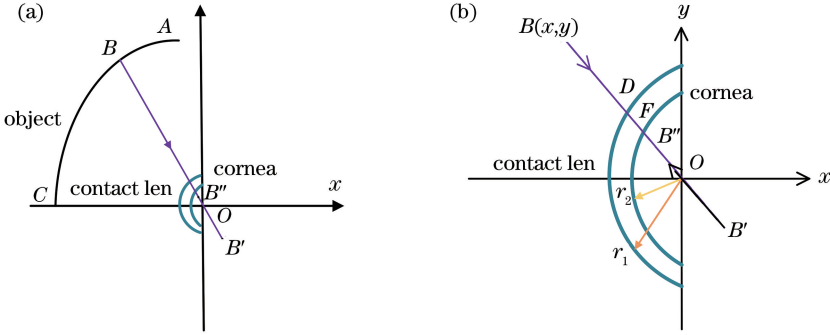 (a)
A
B
object
cornea
C
contact len
B″
x
O
B′
(b)
y
B(x,y)
D
cornea
F
B″
contact len
O
x
r₂
B′
r₁